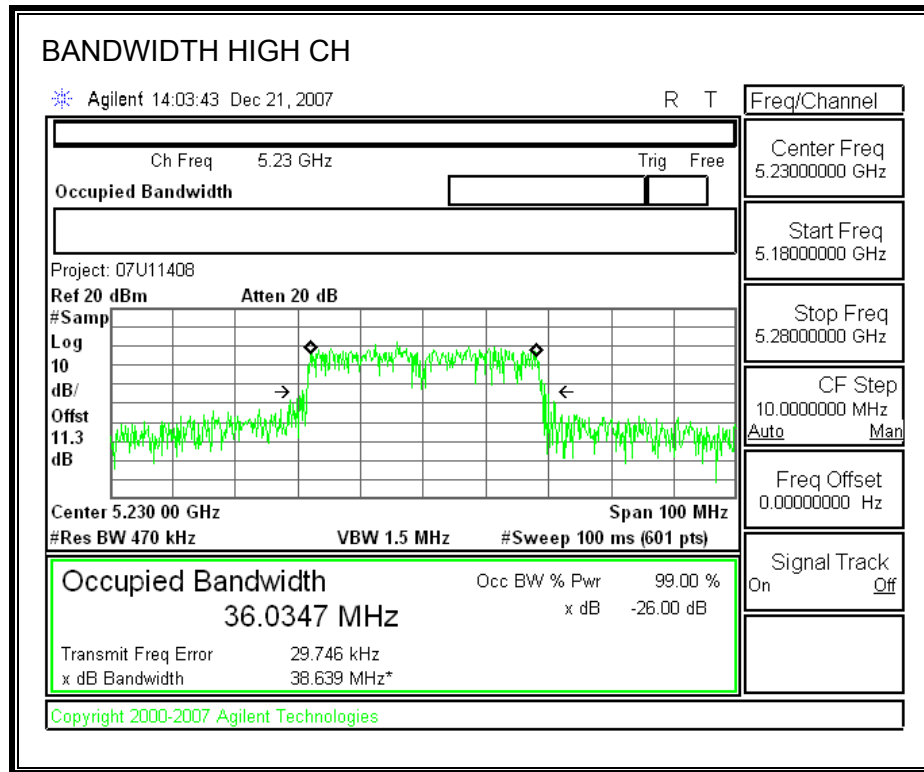 BANDWIDTH HIGH CH
Agilent 14:03:43 Dec 21, 2007 R T
Freq/Channel
Ch Freq 5.23 GHz Trig Free
Occupied Bandwidth
Center Freq
5.23000000 GHz
Start Freq
5.18000000 GHz
Stop Freq
5.28000000 GHz
CF Step
10.0000000 MHz
Auto Man
Freq Offset
0.00000000 Hz
Signal Track
On Off
Project: 07U11408
Ref 20 dBm Atten 20 dB
#Samp
Log
10
dB/
Offst
11.3
dB
Center 5.230 00 GHz Span 100 MHz
#Res BW 470 kHz VBW 1.5 MHz #Sweep 100 ms (601 pts)
Occupied Bandwidth Occ BW % Pwr 99.00 %
36.0347 MHz x dB -26.00 dB
Transmit Freq Error 29.746 kHz
x dB Bandwidth 38.639 MHz*
Copyright 2000-2007 Agilent Technologies